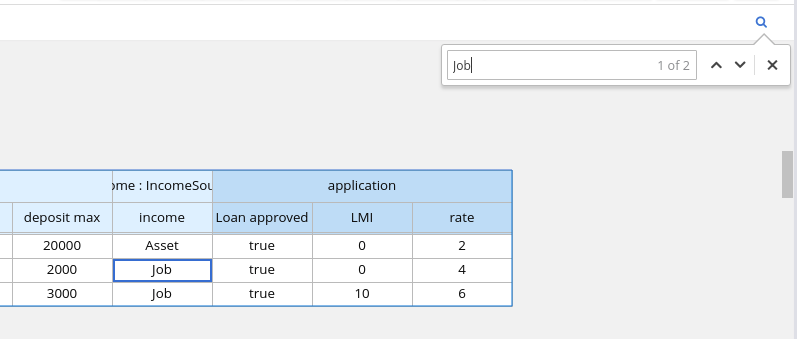 Job 1 of 2
ome : IncomeSou application
deposit max income Loan approved LMI rate
20000 Asset true 0 2
2000 Job true 0 4
3000 Job true 10 6